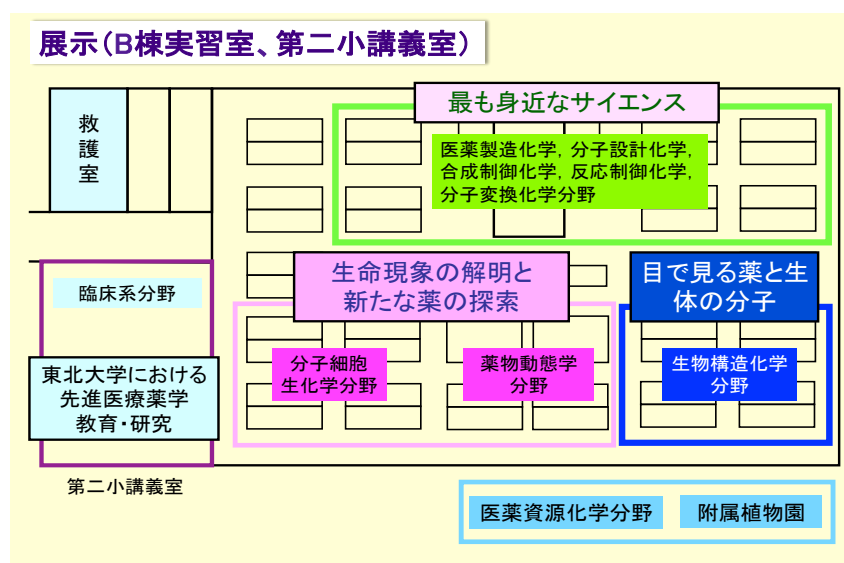 展示（B棟実習室、第二小講義室）
最も身近なサイエンス
救
護
室
医薬製造化学，分子設計化学，
合成制御化学，反応制御化学，
分子変換化学分野
生命現象の解明と
新たな薬の探索
目で見る薬と生
体の分子
臨床系分野
分子細胞
生化学分野
薬物動態学
分野
生物構造化学
分野
東北大学における
先進医療薬学
教育・研究
第二小講義室
医薬資源化学分野
附属植物園